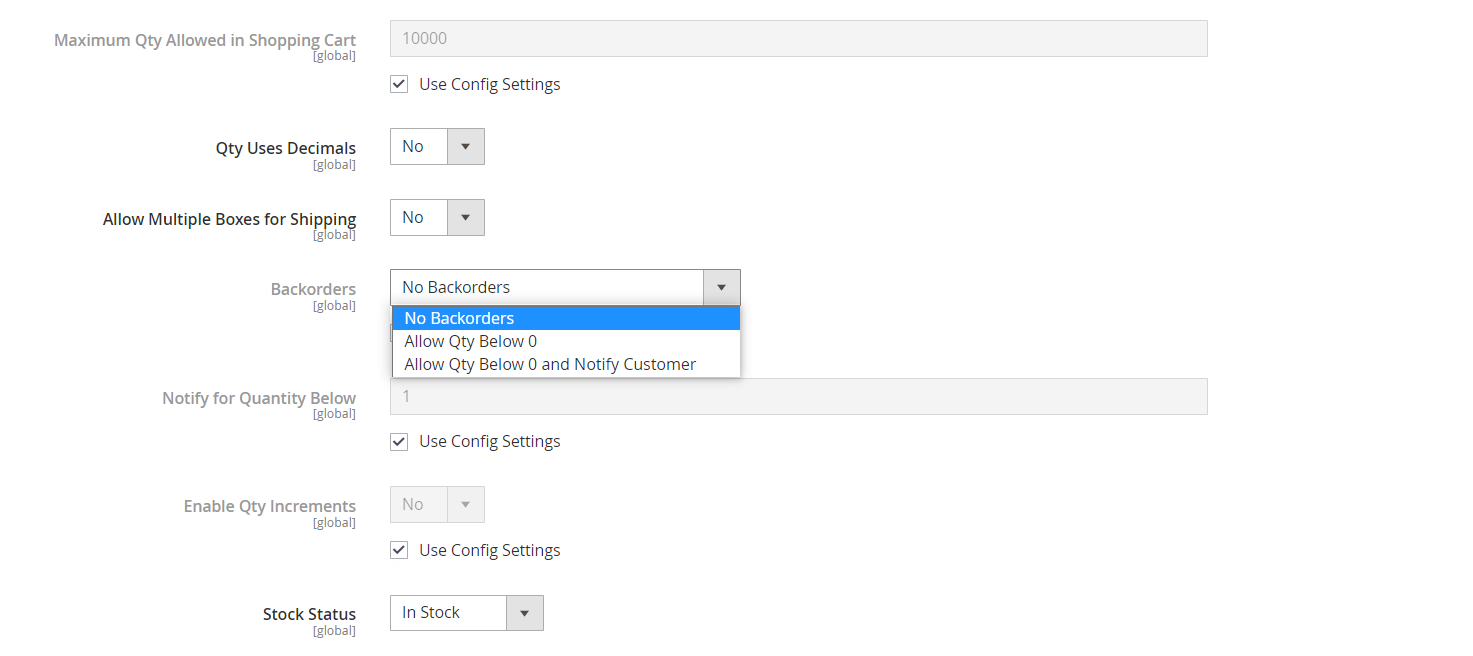 Maximum Qty Allowed in Shopping Cart
[global]
10000
Use Config Settings
Qty Uses Decimals
[global]
No
Allow Multiple Boxes for Shipping
[global]
No
Backorders
[global]
No Backorders
No Backorders
Allow Qty Below 0
Allow Qty Below 0 and Notify Customer
Notify for Quantity Below
[global]
1
Use Config Settings
Enable Qty Increments
[global]
No
Use Config Settings
Stock Status
[global]
In Stock